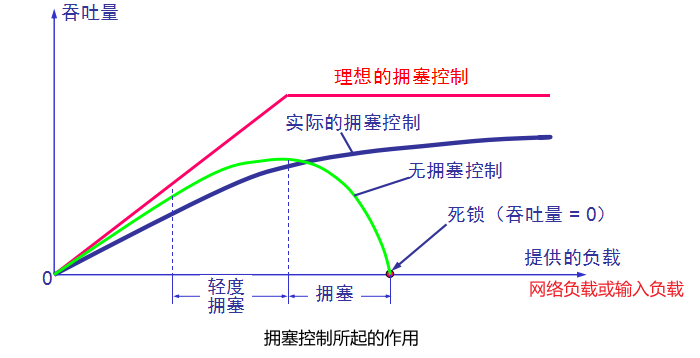 吞吐量
理想的拥塞控制
实际的拥塞控制
无拥塞控制
死锁（吞吐量 = 0）
提供的负载
0
网络负载或输入负载
轻度
拥塞
拥塞
拥塞控制所起的作用